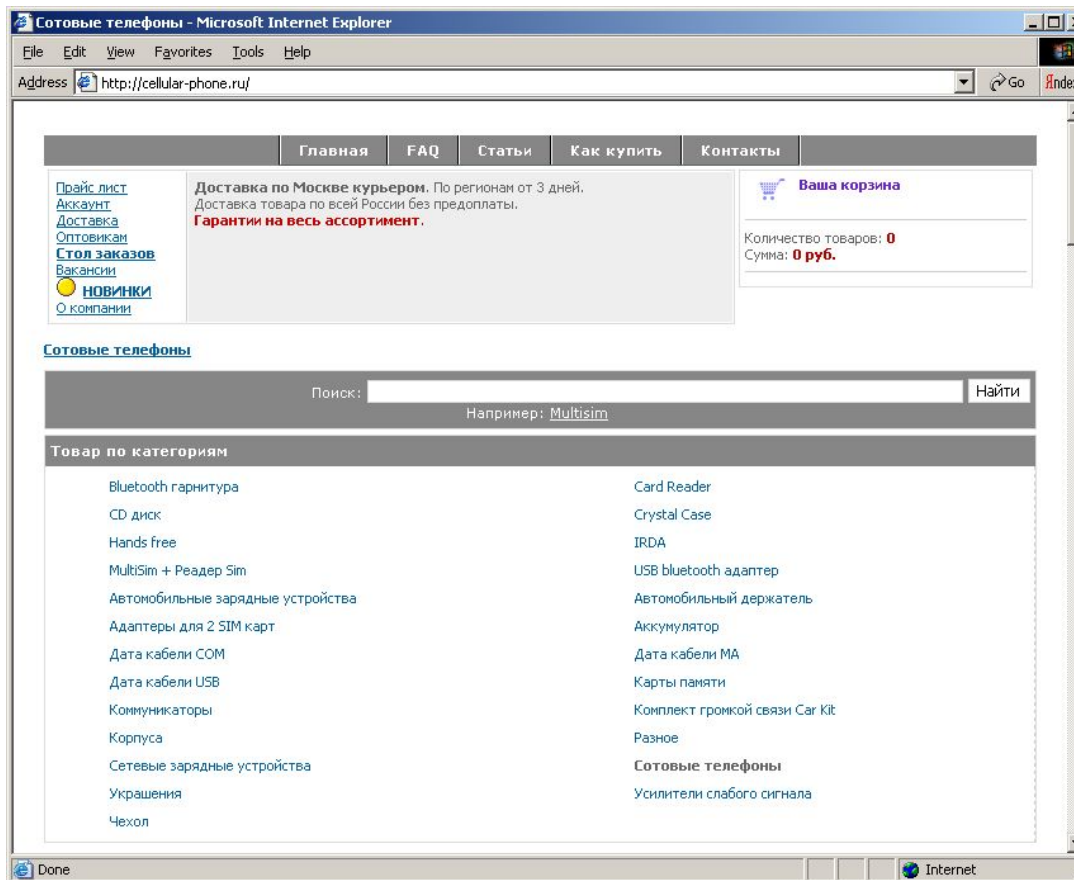 Сотовые телефоны - Microsoft Internet Explorer
File Edit View Favorites Tools Help
Address http://cellular-phone.ru/ Go
Главная FAQ Статьи Как купить Контакты
Прайс лист
Аккаунт
Доставка
Оптовикам
Стол заказов
Вакансии
НОВИНКИ
О компании
Доставка по Москве курьером. По регионам от 3 дней.
Доставка товара по всей России без предоплаты.
Гарантии на весь ассортимент.
Ваша корзина
Количество товаров: 0
Сумма: 0 руб.
Сотовые телефоны
Поиск: Найти
Например: Multisim
Товар по категориям
Bluetooth гарнитура Card Reader
CD диск Crystal Case
Hands free IRDA
MultiSim + Реадер Sim USB bluetooth адаптер
Автомобильные зарядные устройства Автомобильный держатель
Адаптеры для 2 SIM карт Аккумулятор
Дата кабели COM Дата кабели МА
Дата кабели USB Карты памяти
Коммуникаторы Комплект громкой связи Car Kit
Корпуса Разное
Сетевые зарядные устройства Сотовые телефоны
Украшения Усилители слабого сигнала
Чехол
Done Internet